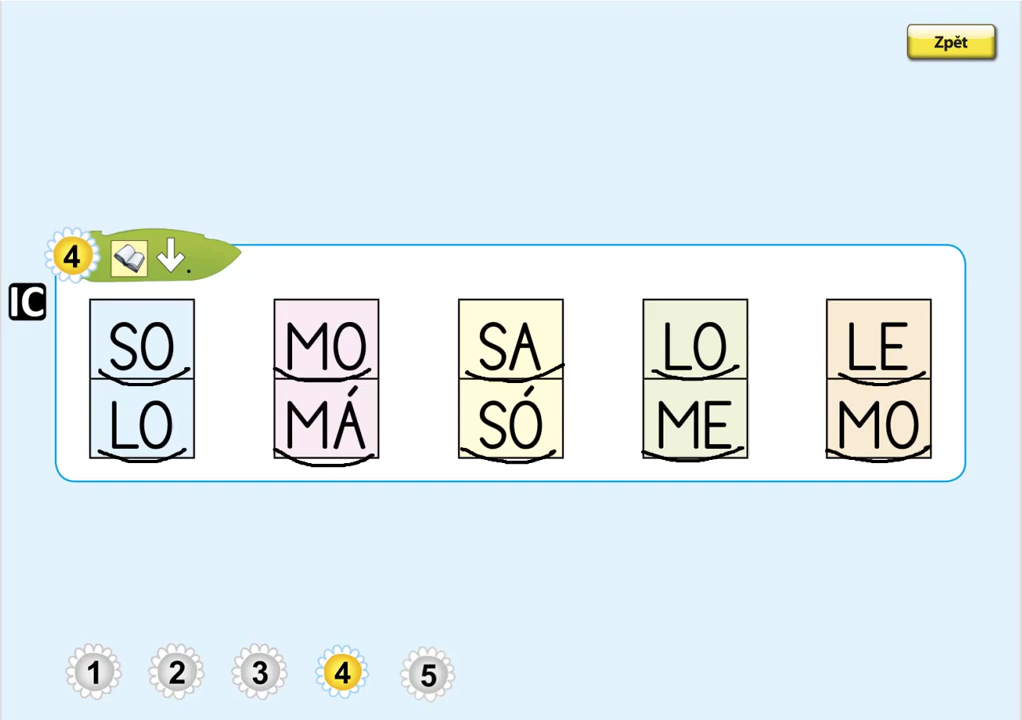 Zpět
4
IC
SO MO SA LO LE
LO MÁ SÓ ME MO
1 2 3 4 5